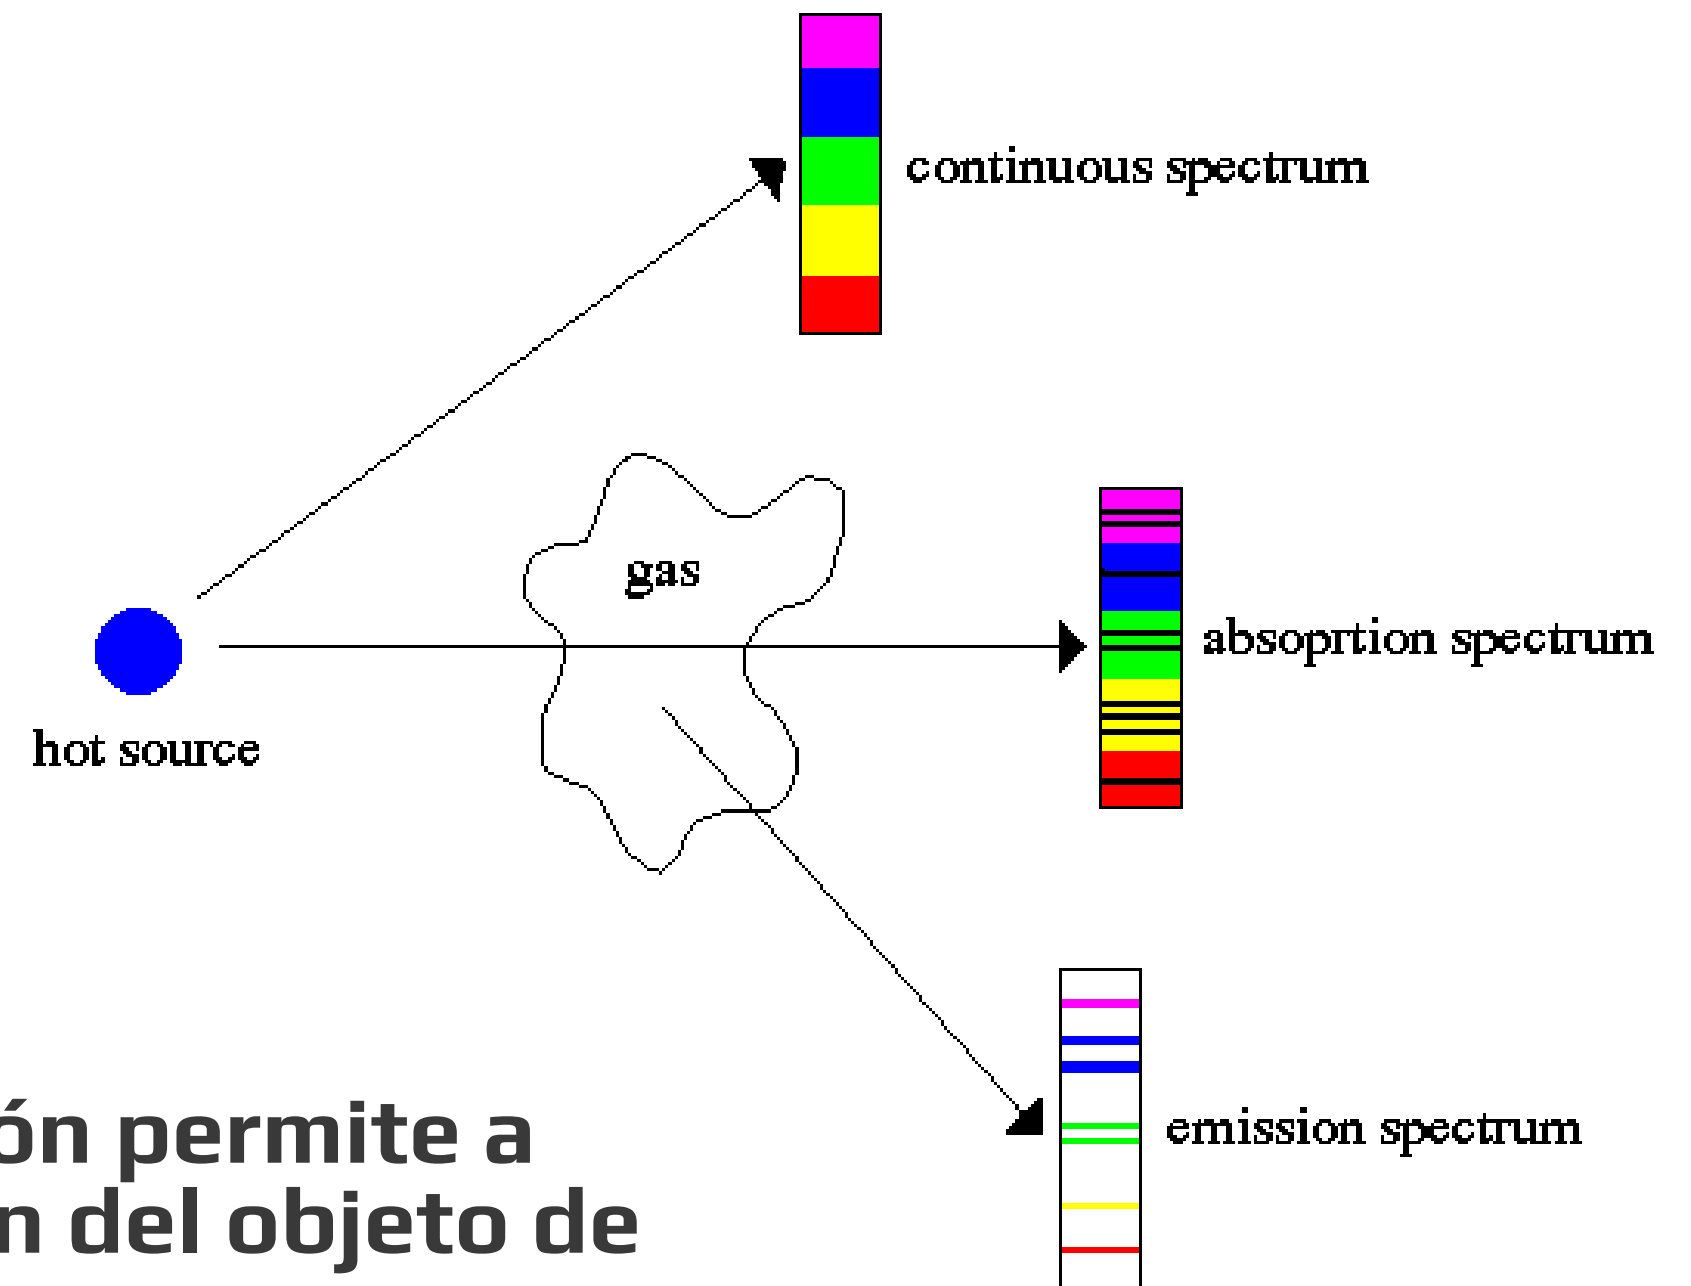 continuous spectrum
gas
absoprtion spectrum
hot source
emission spectrum
ón permite a
n del objeto de